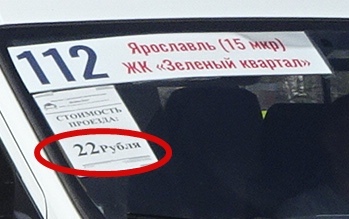 112
Ярославль (15 мкр)
ЖК «Зеленый квартал»
СТОИМОСТЬ
ПРОЕЗДА:
22 Рубля